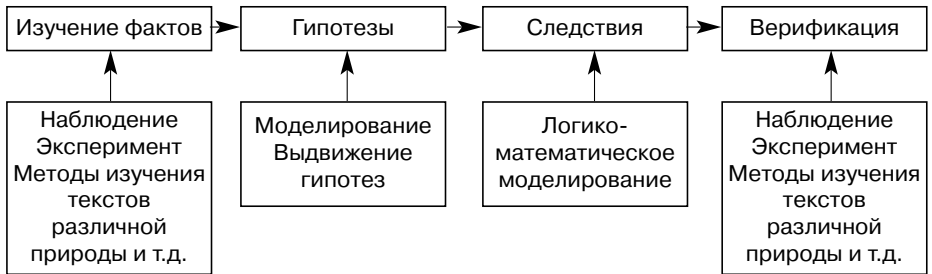 Изучение фактов
Гипотезы
Следствия
Верификация
Наблюдение
Эксперимент
Методы изучения
текстов
различной
природы и т.д.
Моделирование
Выдвижение
гипотез
Логико-
математическое
моделирование
Наблюдение
Эксперимент
Методы изучения
текстов
различной
природы и т.д.